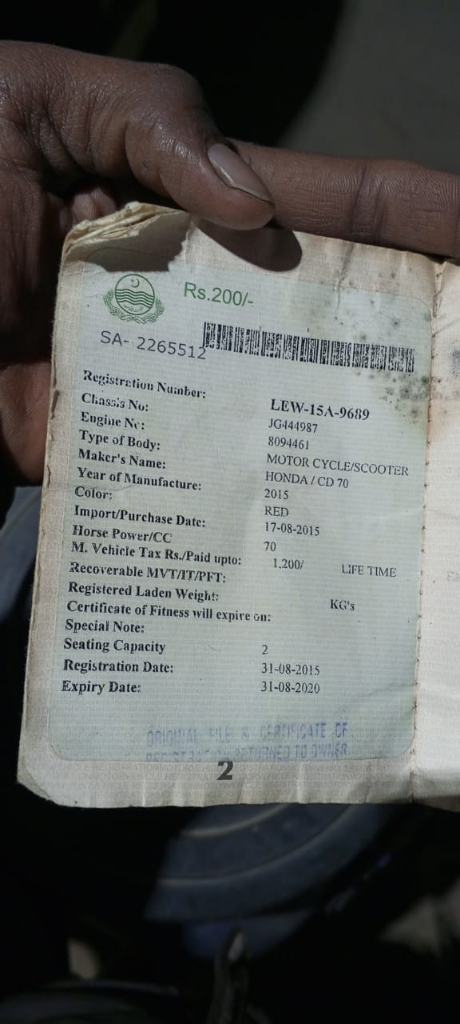 Rs.200/-
SA- 2265512
Registration Number: LEW-15A-9689
Chassis No: JG444987
Engine No: 8094461
Type of Body: MOTOR CYCLE/SCOOTER
Maker's Name: HONDA / CD 70
Year of Manufacture: 2015
Color: RED
Import/Purchase Date: 17-08-2015
Horse Power/CC 70
M. Vehicle Tax Rs./Paid upto: 1,200/ LIFE TIME
Recoverable MVT/IT/PFT:
Registered Laden Weight: KG's
Certificate of Fitness will expire on:
Special Note:
Seating Capacity 2
Registration Date: 31-08-2015
Expiry Date: 31-08-2020
ORIGINAL FILE & CERTIFICATE OF
RETURNED TO OWNER
2